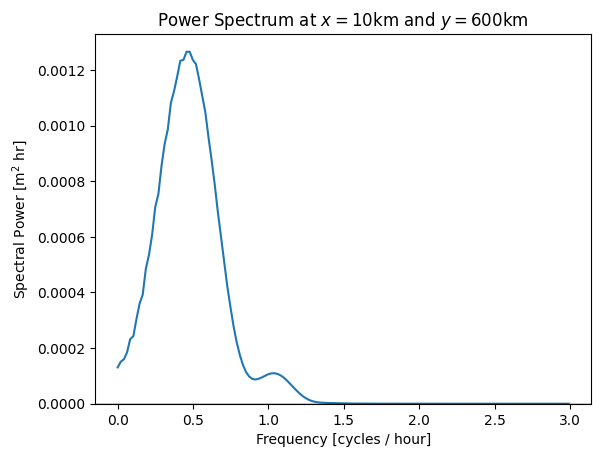 Power Spectrum at x = 10km and y = 600km
Spectral Power [m² hr]
0.0012
0.0010
0.0008
0.0006
0.0004
0.0002
0.0000
0.0 0.5 1.0 1.5 2.0 2.5 3.0
Frequency [cycles / hour]